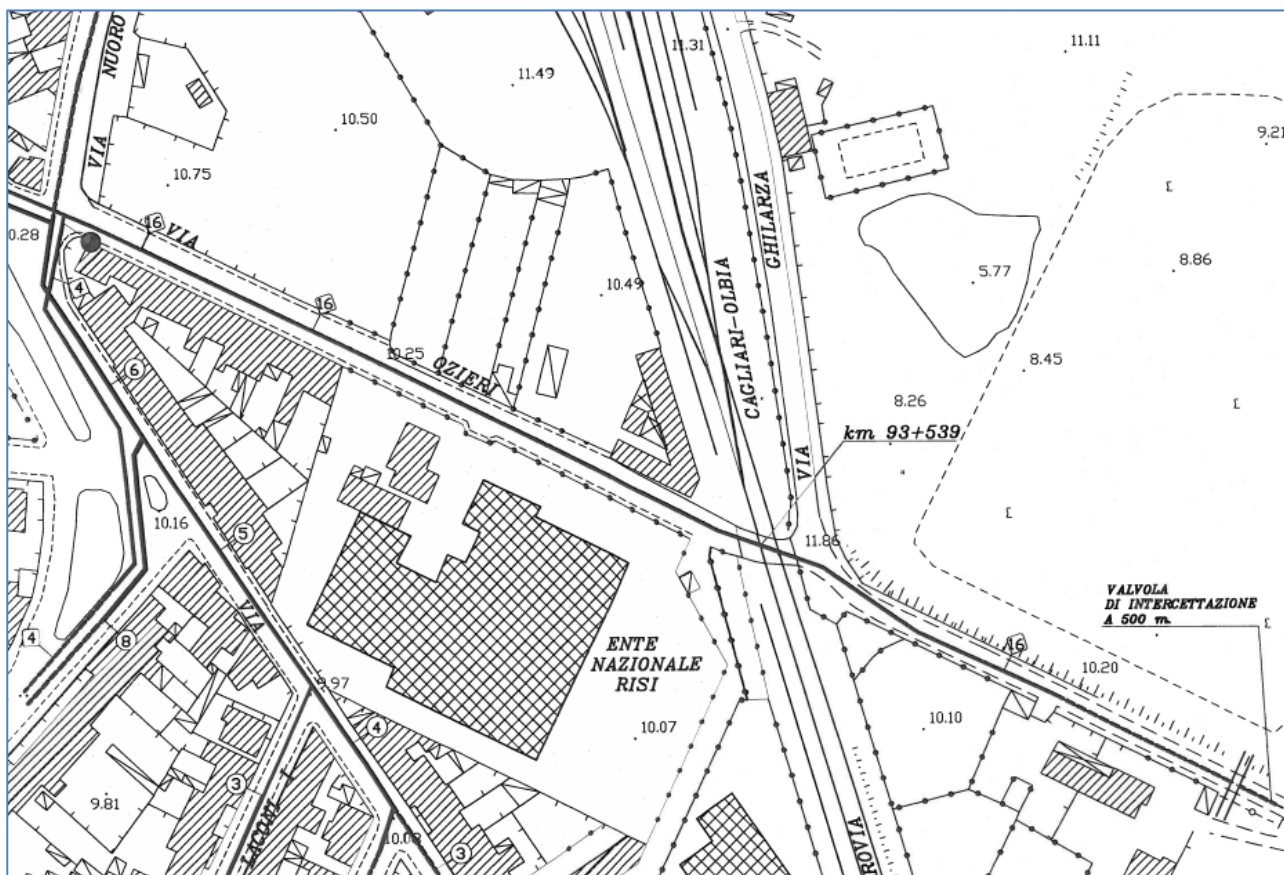 NUORO
VIA
11.49
11.31
11.11
10.50
9.21
10.75
16
VIA
GHILARZA
0.28
8.86
5.77
10.49
4
16
CAGLIARI-OLBIA
10.25
OZIERI
8.45
6
8.26
km 93+539
VIA
10.16
5
11.86
VALVOLA
DI INTERCETTAZIONE
A 500 m.
VIA
4
8
ENTE
NAZIONALE
RISI
16
10.20
9.97
10.07
10.10
4
3
9.81
LACONI
10.08
3
ROVIA